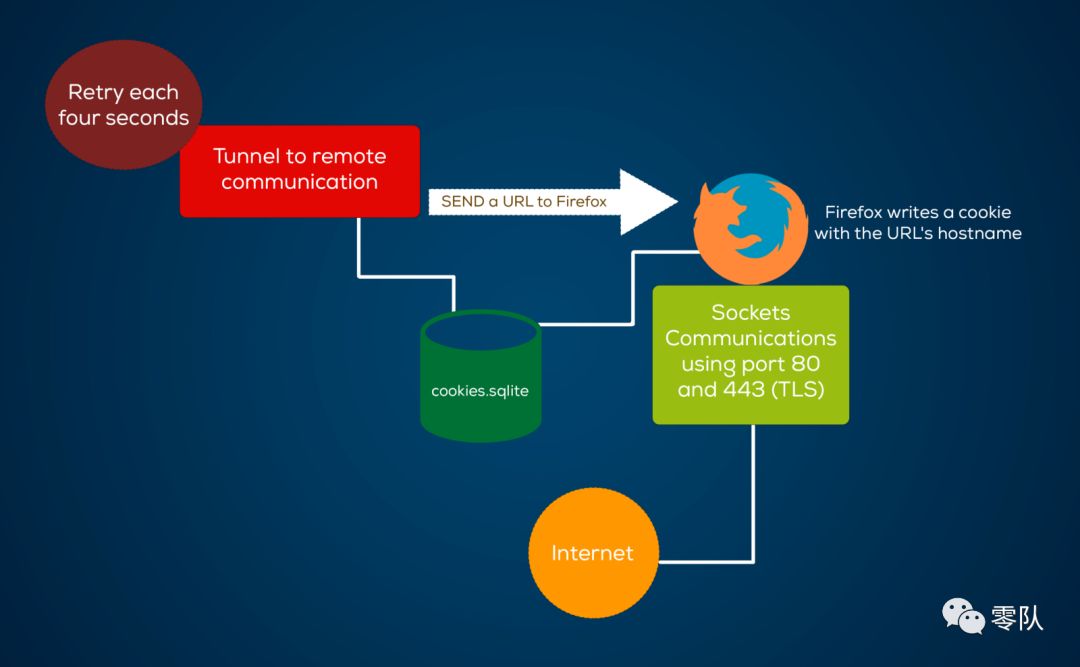 Retry each
four seconds
Tunnel to remote
communication
SEND a URL to Firefox
Firefox writes a cookie
with the URL's hostname
Sockets
Communications
using port 80
and 443 (TLS)
cookies.sqlite
Internet
零队